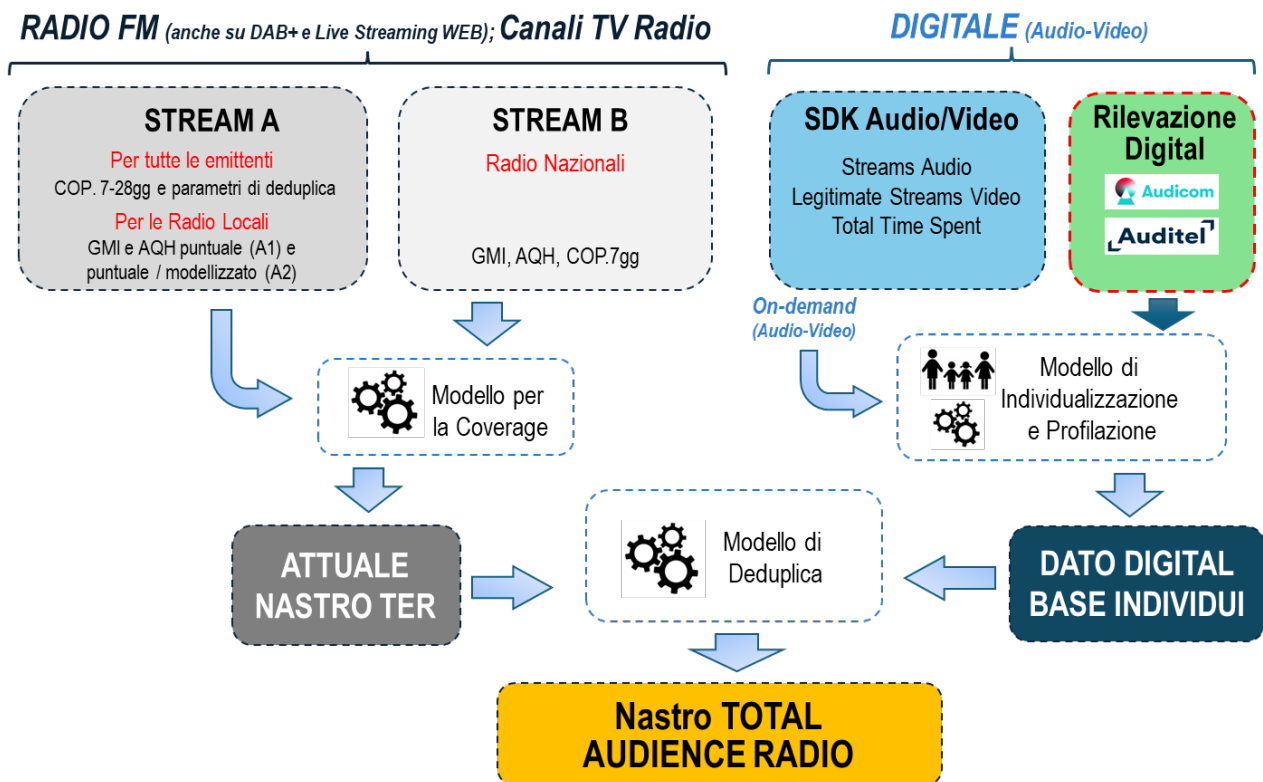 RADIO FM (anche su DAB+ e Live Streaming WEB); Canali TV Radio
DIGITALE (Audio-Video)
STREAM A
Per tutte le emittenti
COP. 7-28gg e parametri di deduplica
Per le Radio Locali
GMI e AQH puntuale (A1) e
puntuale / modellizzato (A2)
STREAM B
Radio Nazionali
GMI, AQH, COP.7gg
SDK Audio/Video
Streams Audio
Legitimate Streams Video
Total Time Spent
Rilevazione
Digital
Audicom
Auditel
On-demand
(Audio-Video)
Modello per
la Coverage
Modello di
Individualizzazione
e Profilazione
ATTUALE
NASTRO TER
Modello di
Deduplica
DATO DIGITAL
BASE INDIVIDUI
Nastro TOTAL
AUDIENCE RADIO